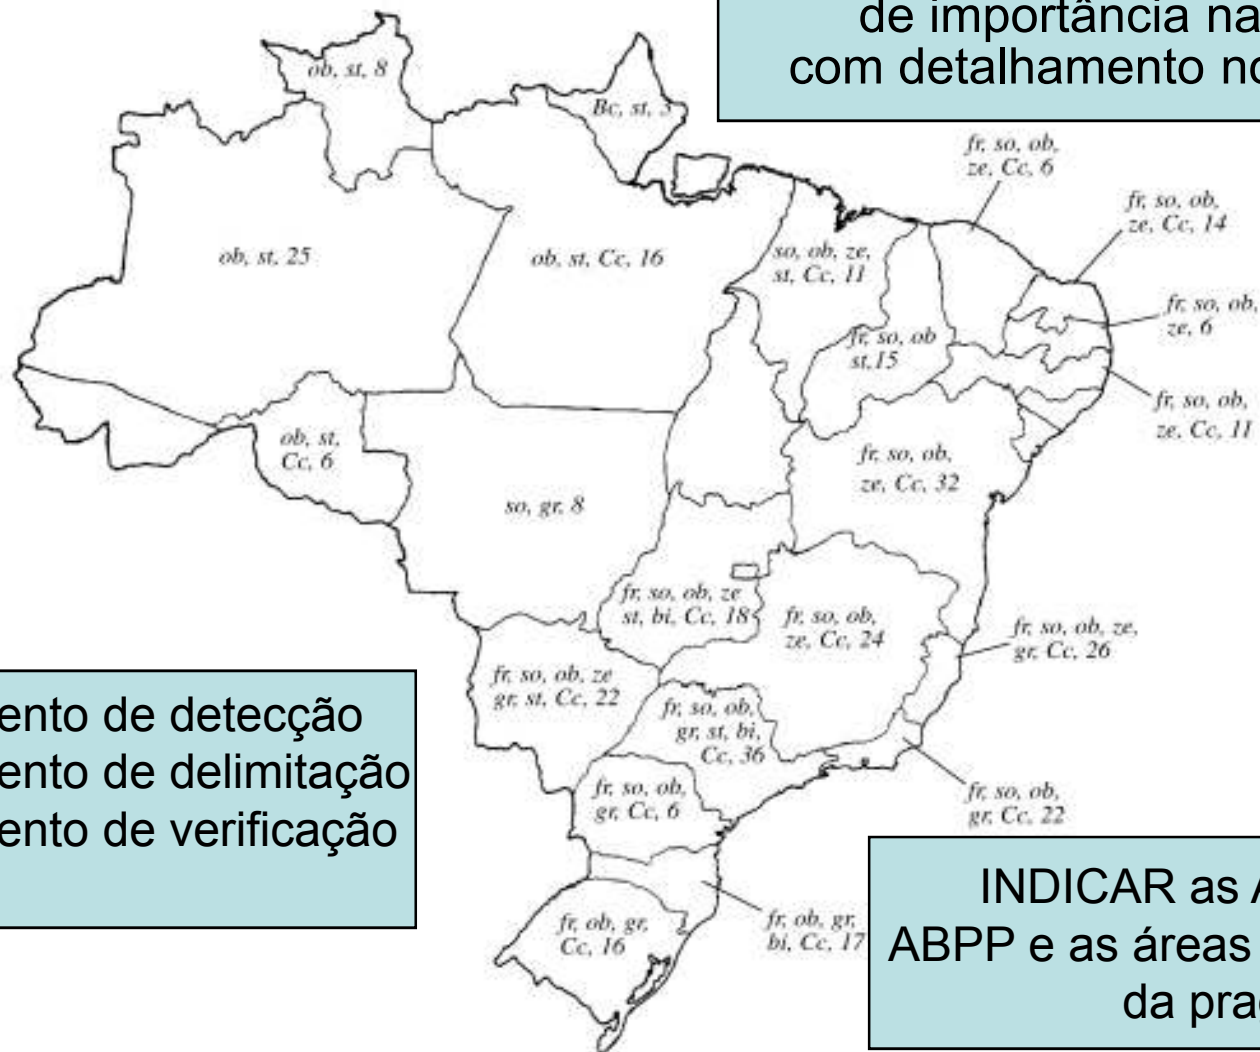 de importância na
com detalhamento no
ob, st, 8
Bc, st, 3
fr, so, ob,
ze, Cc, 6
fr, so, ob,
ze, Cc, 14
ob, st, 25
ob, st, Cc, 16
so, ob, ze,
st, Cc, 11
fr, so, ob,
ze, 6
fr, so, ob
st,15
fr, so, ob,
ze, Cc, 11
ob, st,
Cc, 6
fr, so, ob,
ze, Cc, 32
so, gr, 8
fr, so, ob, ze
st, bi, Cc, 18
fr, so, ob,
ze, Cc, 24
fr, so, ob, ze,
gr, Cc, 26
fr, so, ob, ze
gr, st, Cc, 22
fr, so, ob,
gr, st, bi,
Cc, 36
fr, so, ob,
gr, Cc, 6
fr, so, ob,
gr, Cc, 22
ento de detecção
ento de delimitação
ento de verificação
fr, ob, gr,
Cc, 16
fr, ob, gr,
bi, Cc, 17
INDICAR as A
ABPP e as áreas
da pra